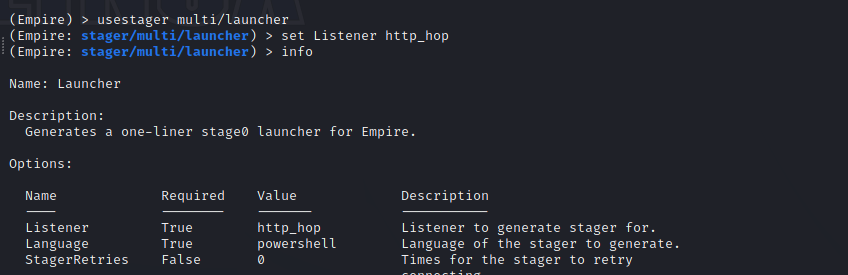 (Empire) > usestager multi/launcher
(Empire: stager/multi/launcher) > set Listener http_hop
(Empire: stager/multi/launcher) > info
Name: Launcher
Description:
Generates a one-liner stage0 launcher for Empire.
Options:
Name Required Value Description
---- -------- ------- -----------
Listener True http_hop Listener to generate stager for.
Language True powershell Language of the stager to generate.
StagerRetries False 0 Times for the stager to retry
connecting.